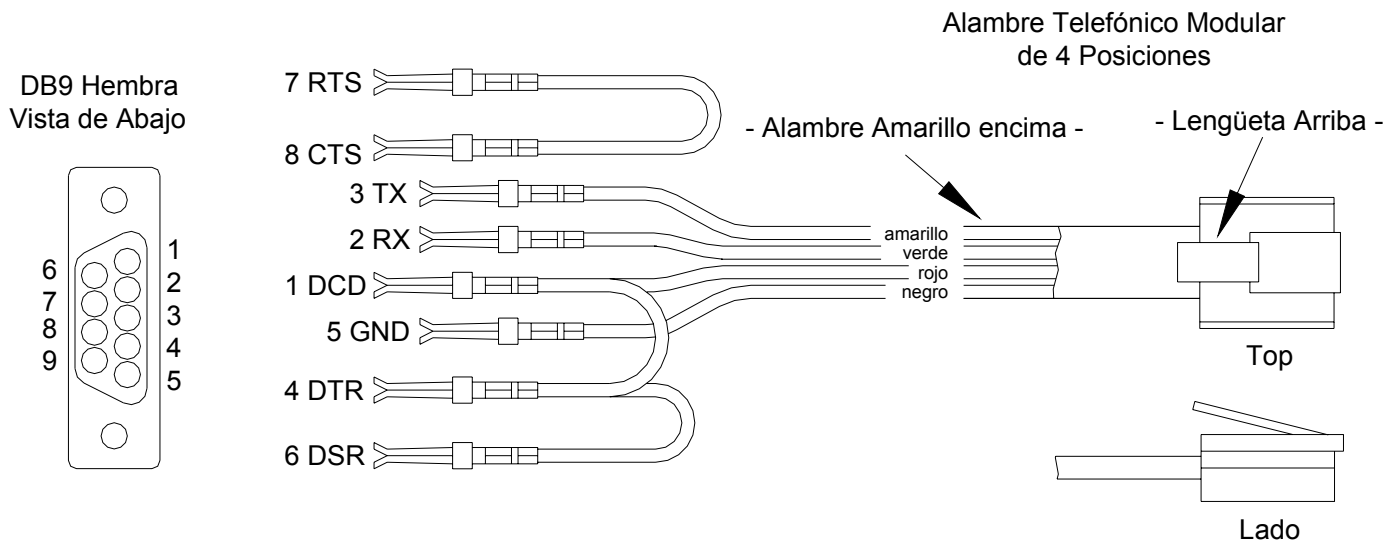 Alambre Telefónico Modular
de 4 Posiciones
DB9 Hembra
Vista de Abajo
7 RTS
8 CTS
3 TX
2 RX
1 DCD
5 GND
4 DTR
6 DSR
- Alambre Amarillo encima -
- Lengüeta Arriba -
amarillo
verde
rojo
negro
1
2
3
4
5
6
7
8
9
Top
Lado